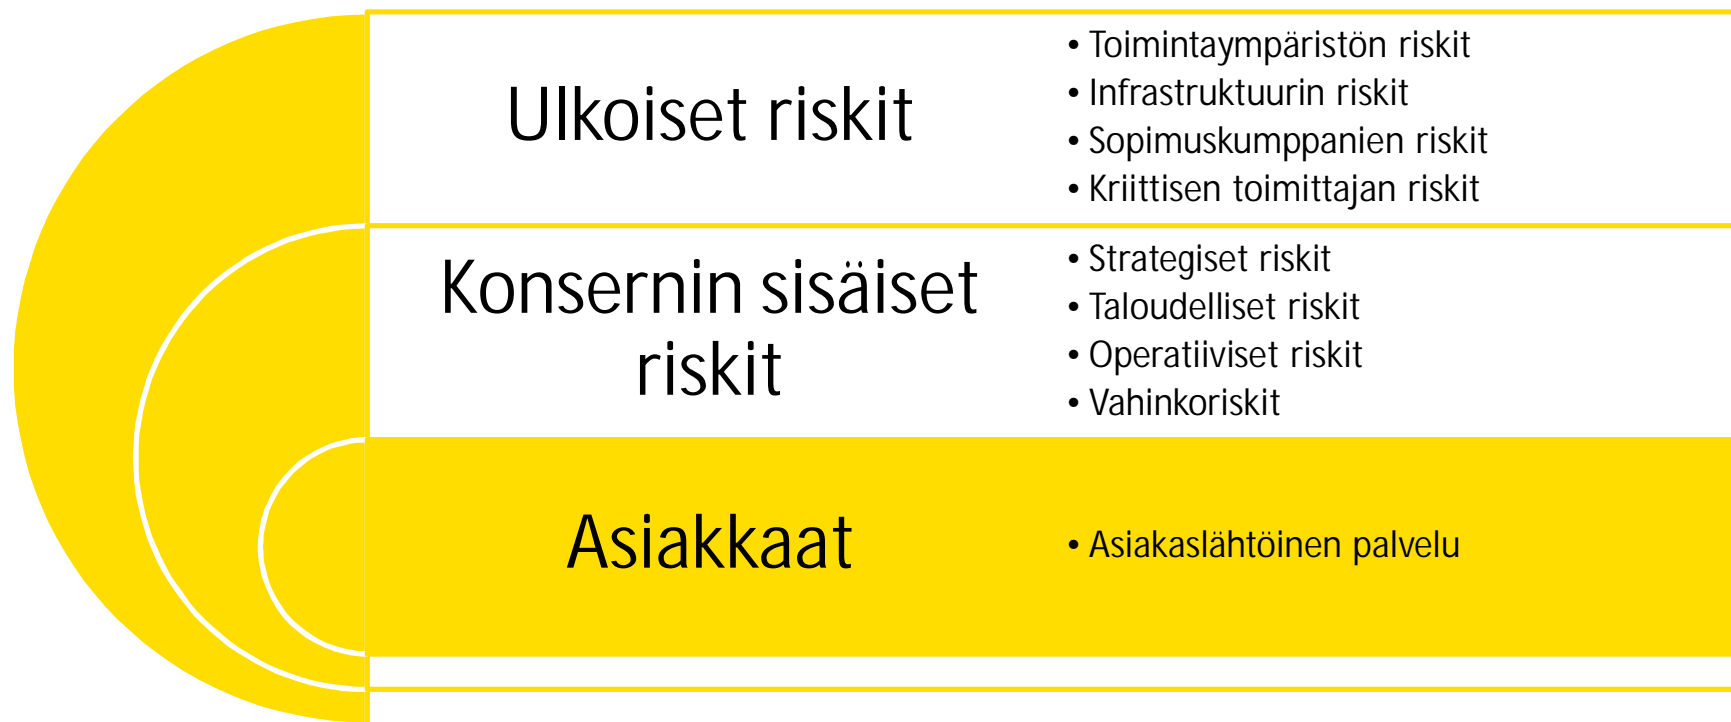 Ulkoiset riskit
• Toimintaympäristön riskit
• Infrastruktuurin riskit
• Sopimuskumppanien riskit
• Kriittisen toimittajan riskit
Konsernin sisäiset
riskit
• Strategiset riskit
• Taloudelliset riskit
• Operatiiviset riskit
• Vahinkoriskit
Asiakkaat
• Asiakaslähtöinen palvelu